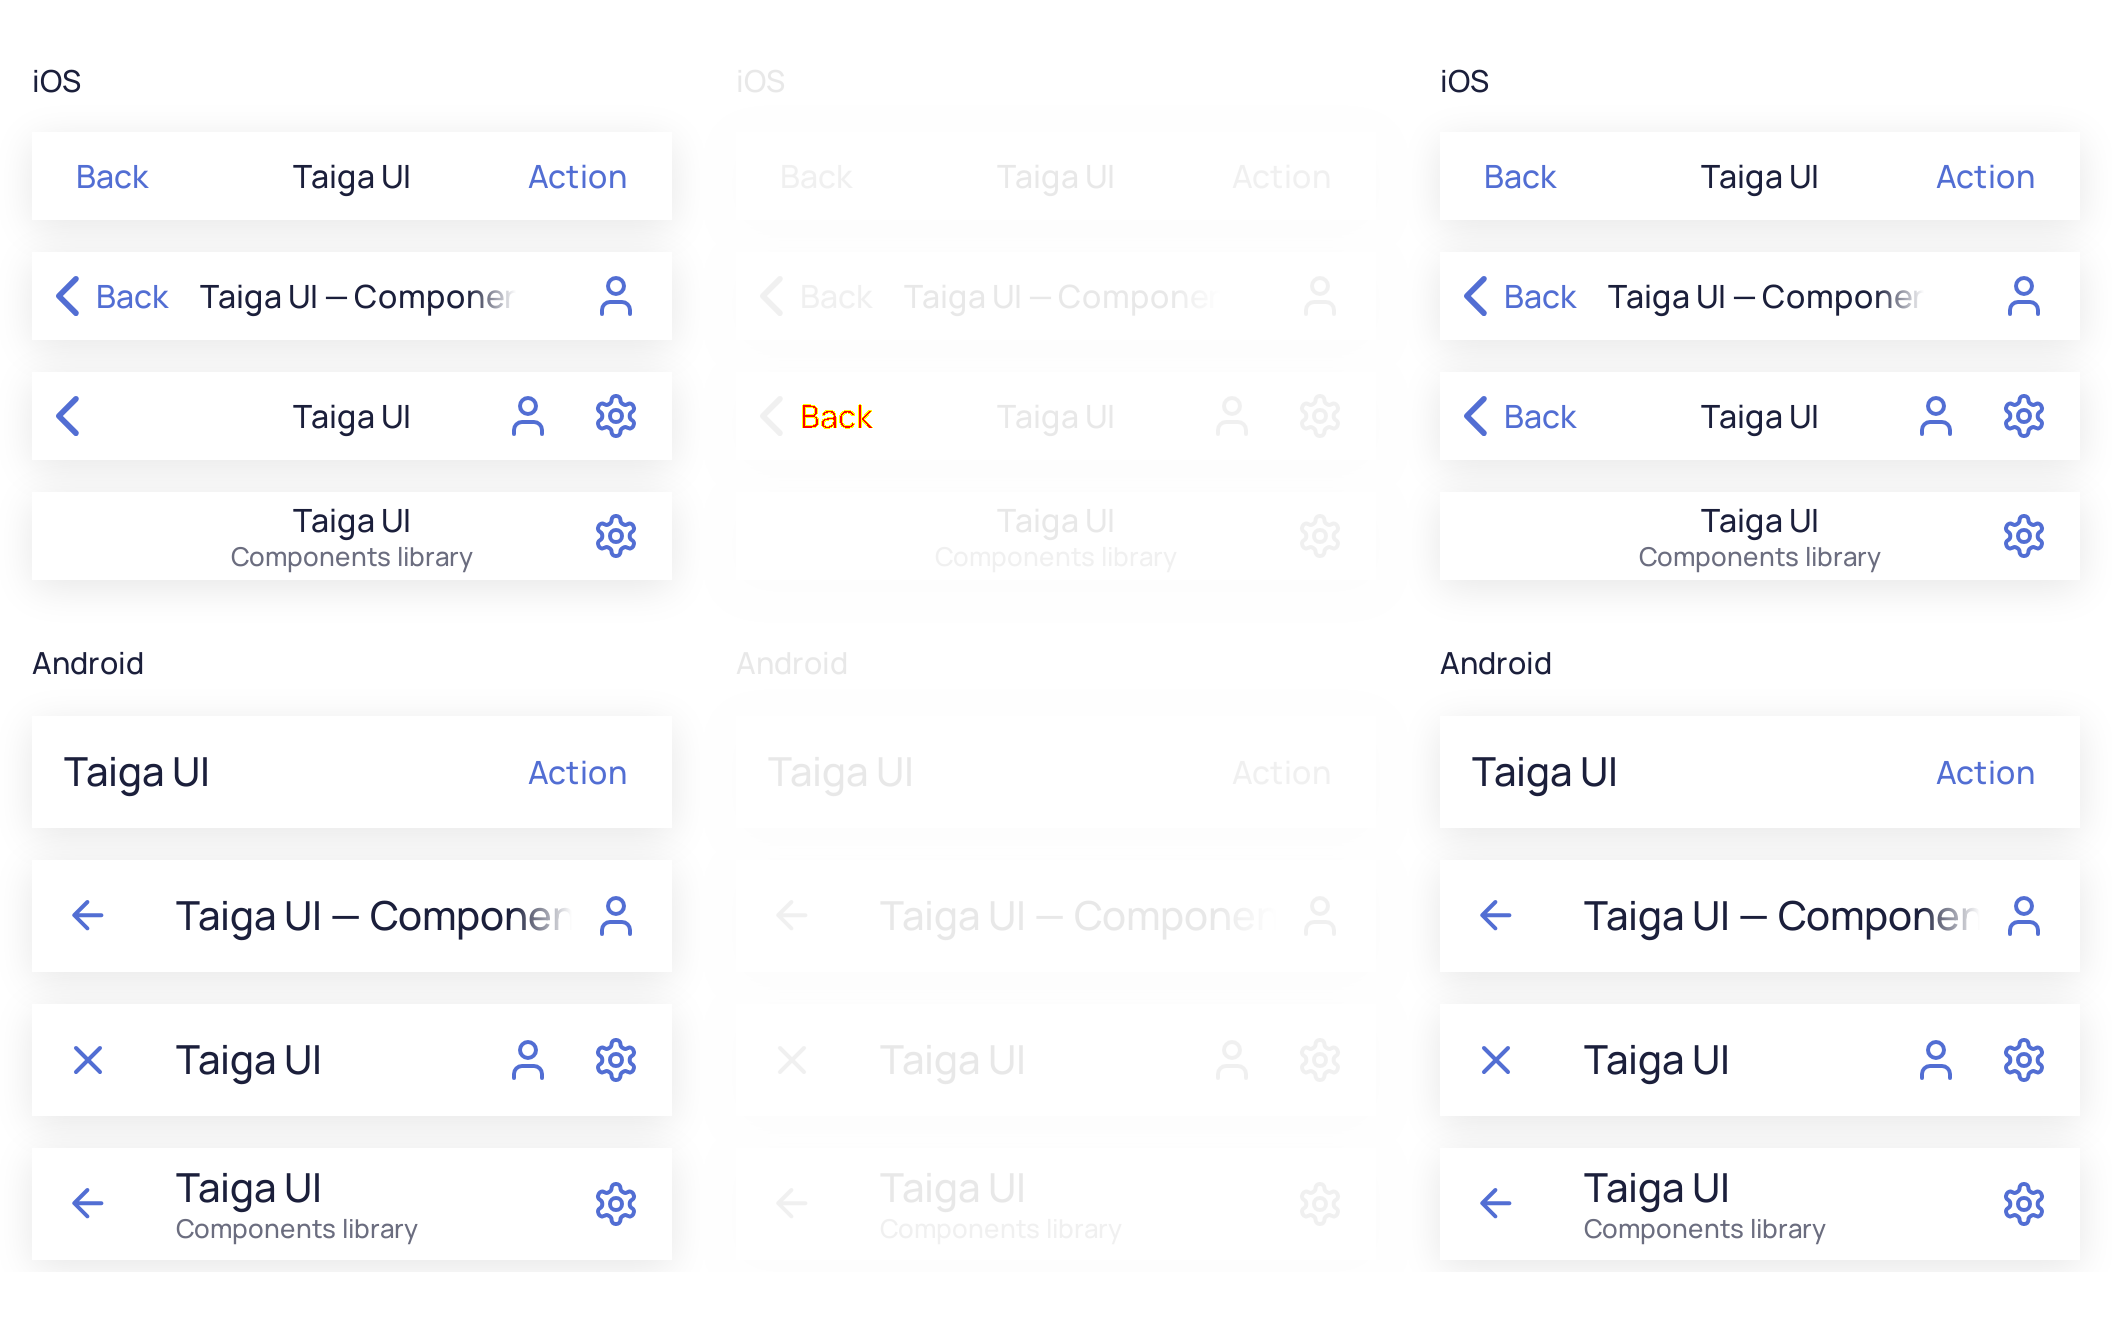 iOS
Back Taiga UI Action
Back Taiga UI — Componer
Taiga UI
Taiga UI
Components library
Android
Taiga UI Action
Taiga UI — Componen
Taiga UI
Taiga UI
Components library
iOS
Back Taiga UI Action
Back Taiga UI — Componer
Back Taiga UI
Taiga UI
Components library
Android
Taiga UI Action
Taiga UI — Componer
Taiga UI
Taiga UI
Components library
iOS
Back Taiga UI Action
Back Taiga UI — Componer
Back Taiga UI
Taiga UI
Components library
Android
Taiga UI Action
Taiga UI — Componen
Taiga UI
Taiga UI
Components library